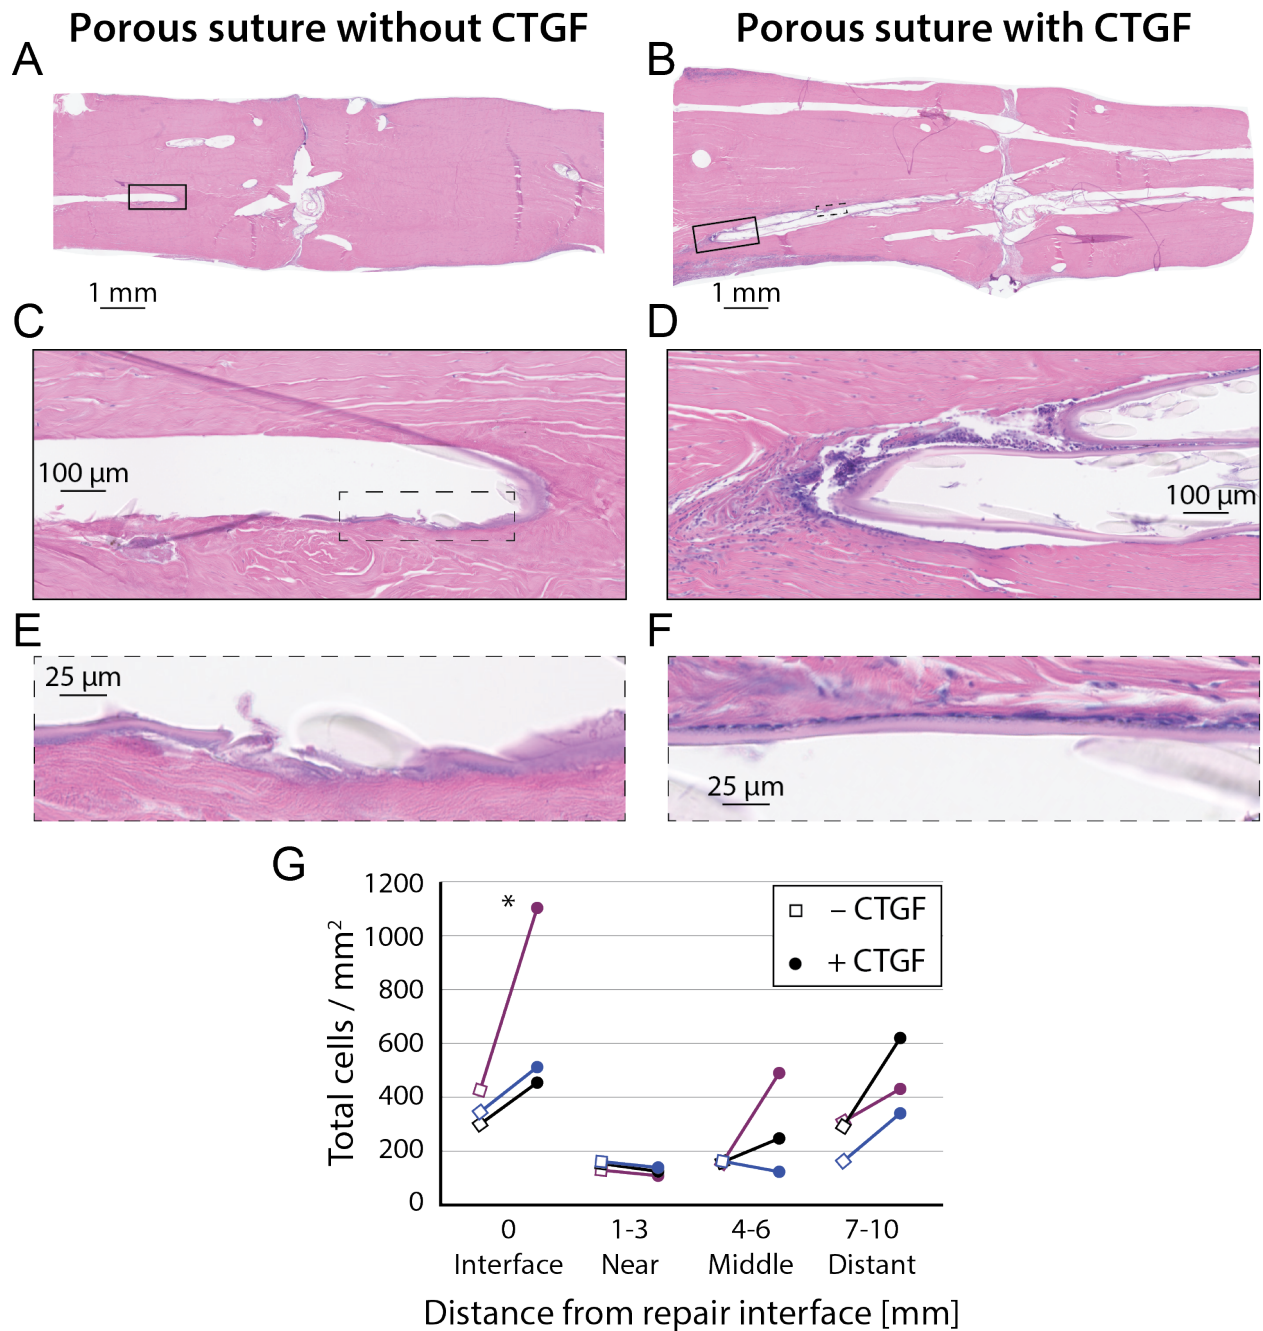 Porous suture without CTGF
Porous suture with CTGF
A
B
1 mm
1 mm
C
D
100 µm
100 µm
E
F
25 µm
25 µm
G
1200
1000
800
600
400
200
0
Total cells / mm²
*
– CTGF
+ CTGF
0
1-3
4-6
7-10
Interface
Near
Middle
Distant
Distance from repair interface [mm]